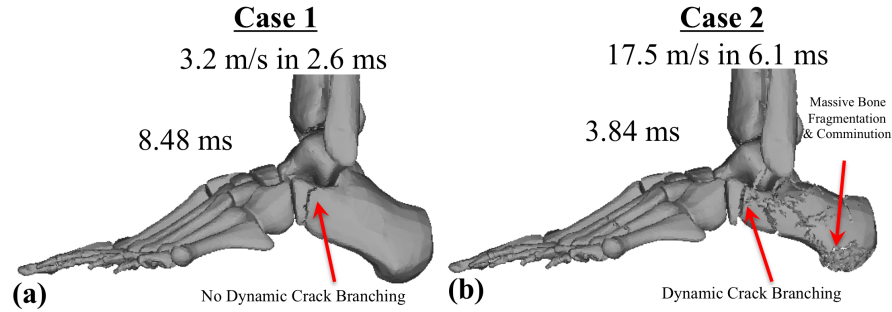 Case 1
3.2 m/s in 2.6 ms
8.48 ms
No Dynamic Crack Branching
(a)
Case 2
17.5 m/s in 6.1 ms
3.84 ms
Massive Bone
Fragmentation
& Comminution
Dynamic Crack Branching
(b)